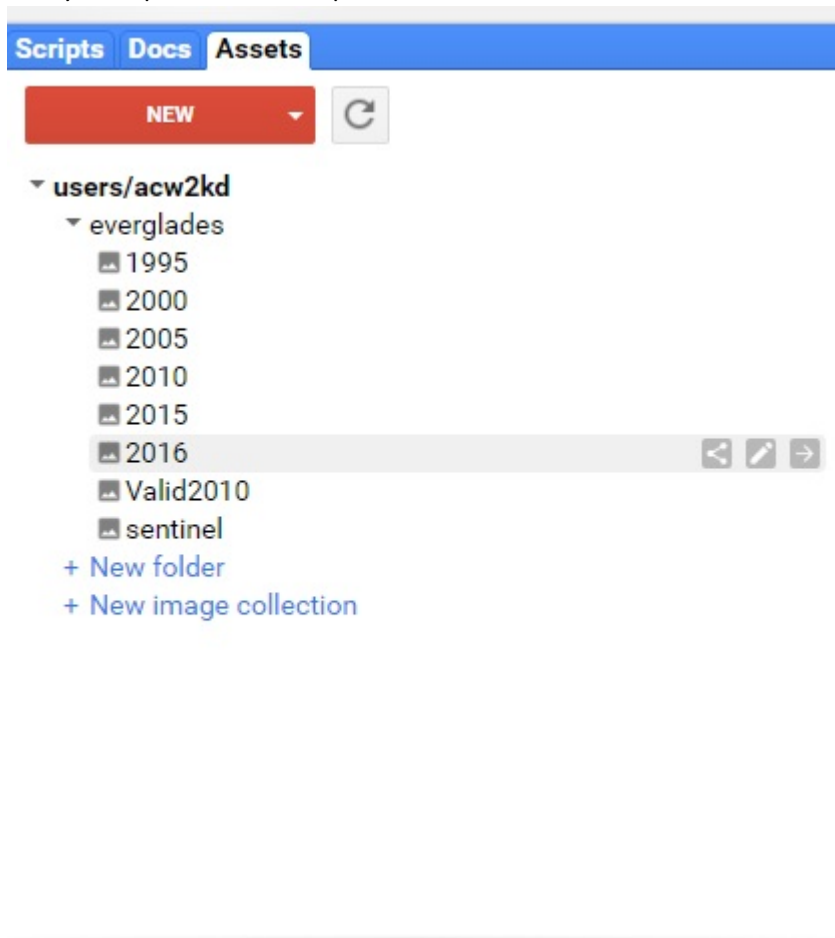 Scripts Docs Assets
NEW
users/acw2kd
everglades
1995
2000
2005
2010
2015
2016
Valid2010
sentinel
+ New folder
+ New image collection